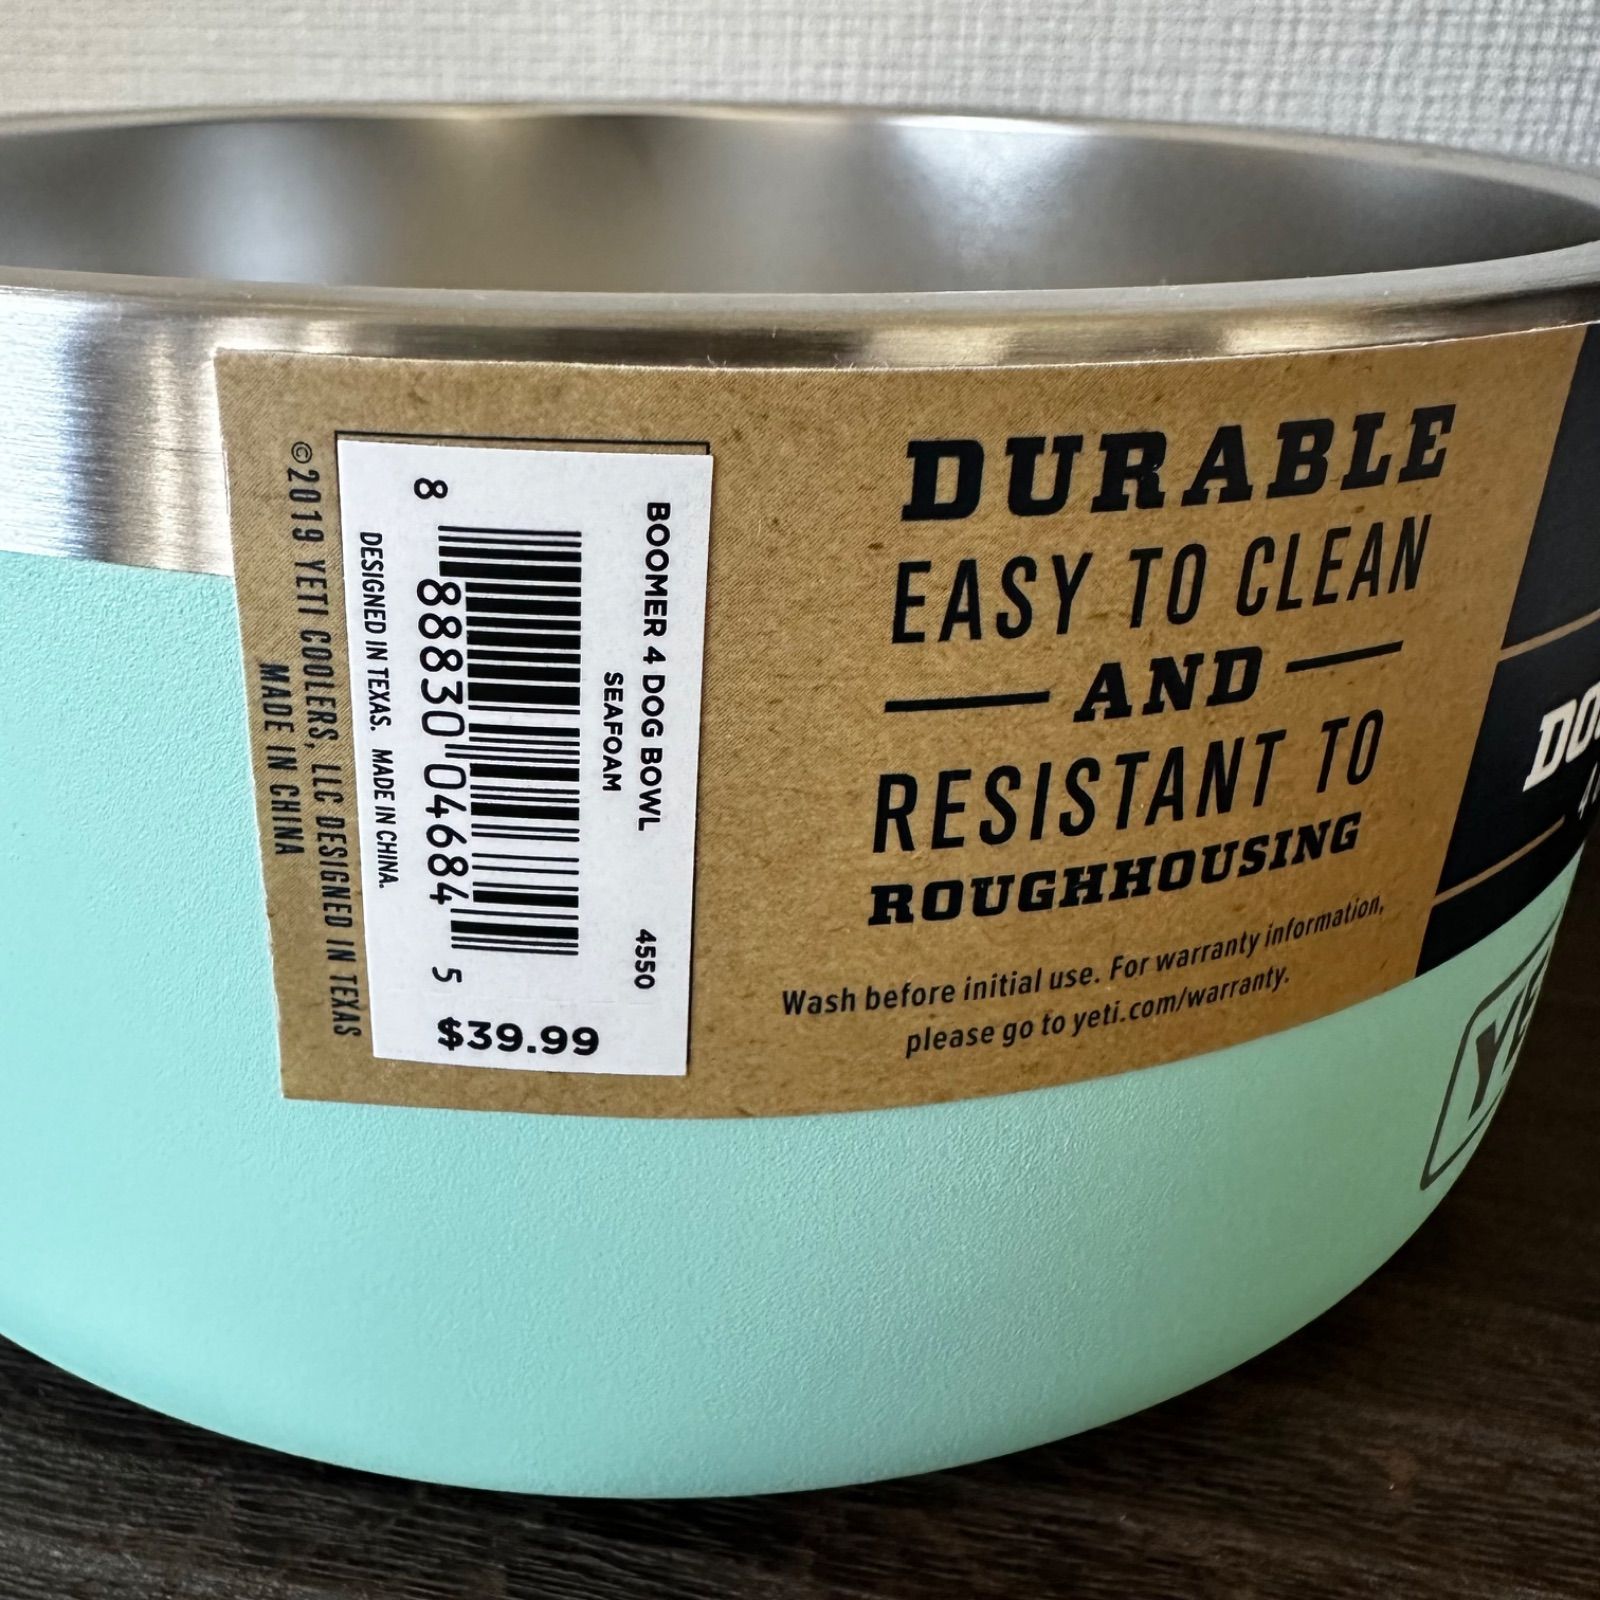 ©2019 YETI COOLERS, LLC DESIGNED IN TEXAS
MADE IN CHINA
BOOMER 4 DOG BOWL 4550
SEAFOAM
8 88830 04684 5
DESIGNED IN TEXAS. MADE IN CHINA.
$39.99
DURABLE
EASY TO CLEAN
AND
RESISTANT TO
ROUGHHOUSING
Wash before initial use. For warranty information,
please go to yeti.com/warranty.